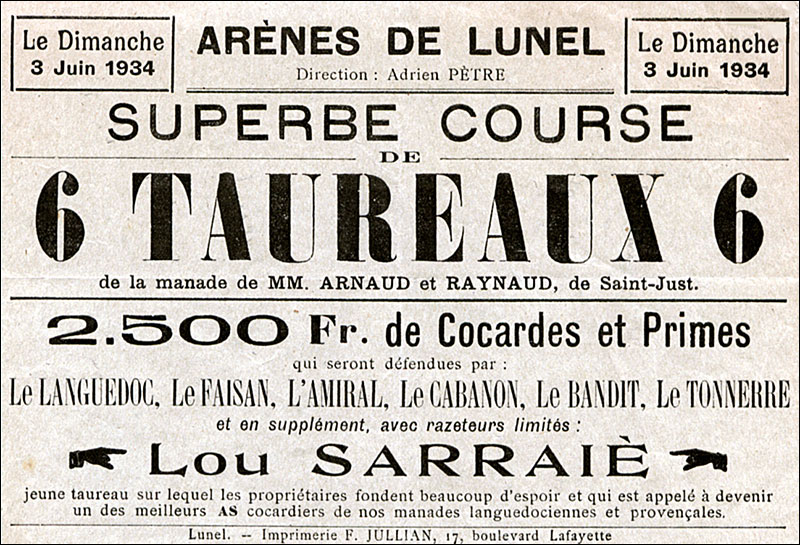 Le Dimanche
3 Juin 1934
ARÈNES DE LUNEL
Direction : Adrien PÈTRE
Le Dimanche
3 Juin 1934
SUPERBE COURSE
DE
6 TAUREAUX 6
de la manade de MM. ARNAUD et RAYNAUD, de Saint-Just.
2.500 Fr. de Cocardes et Primes
qui seront défendues par :
Le LANGUEDOC, Le FAISAN, L'AMIRAL, Le CABANON, Le BANDIT, Le TONNERRE
et en supplément, avec razeteurs limités :
Lou SARRAIÈ
jeune taureau sur lequel les propriétaires fondent beaucoup d'espoir et qui est appelé à devenir
un des meilleurs AS cocardiers de nos manades languedociennes et provençales.
Lunel. -- Imprimerie F. JULLIAN, 17, boulevard Lafayette